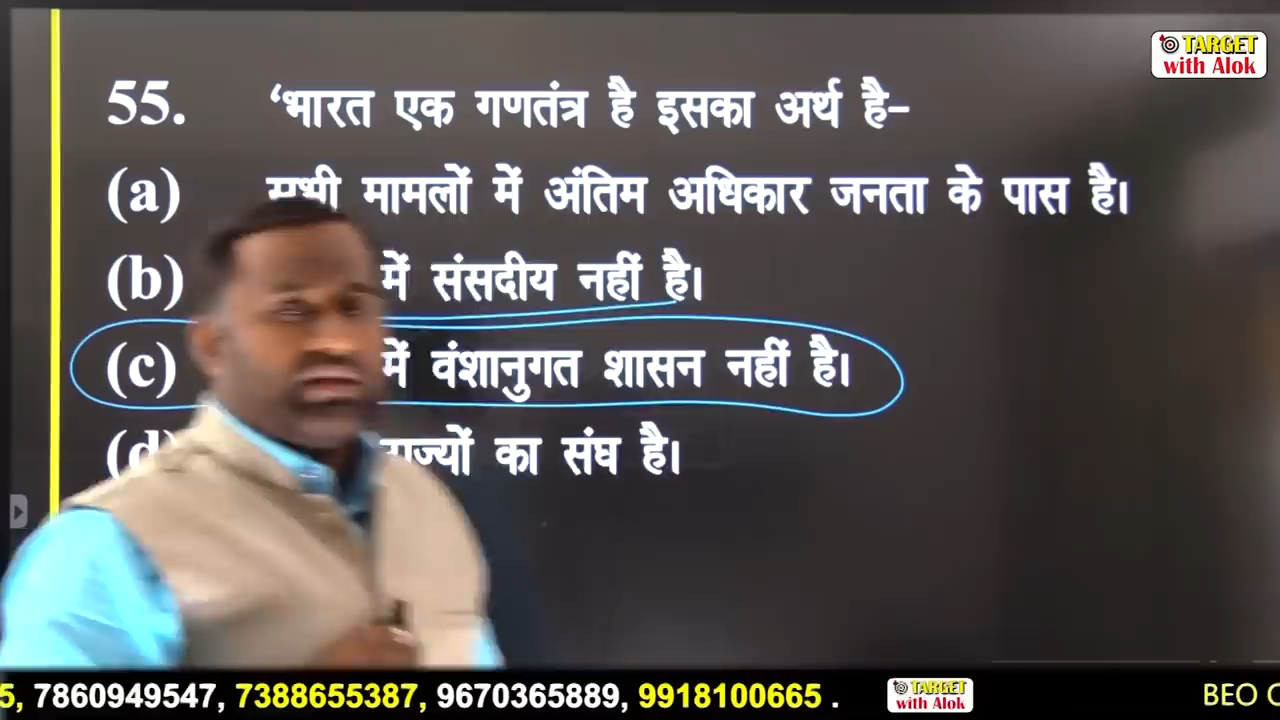 TARGET
with Alok
55. ‘भारत एक गणतंत्र है इसका अर्थ है-
(a) सभी मामलों में अंतिम अधिकार जनता के पास है।
(b) में संसदीय नहीं है।
(c) में वंशानुगत शासन नहीं है।
(d) राज्यों का संघ है।
5, 7860949547, 7388655387, 9670365889, 9918100665 .
TARGET
with Alok
BEO